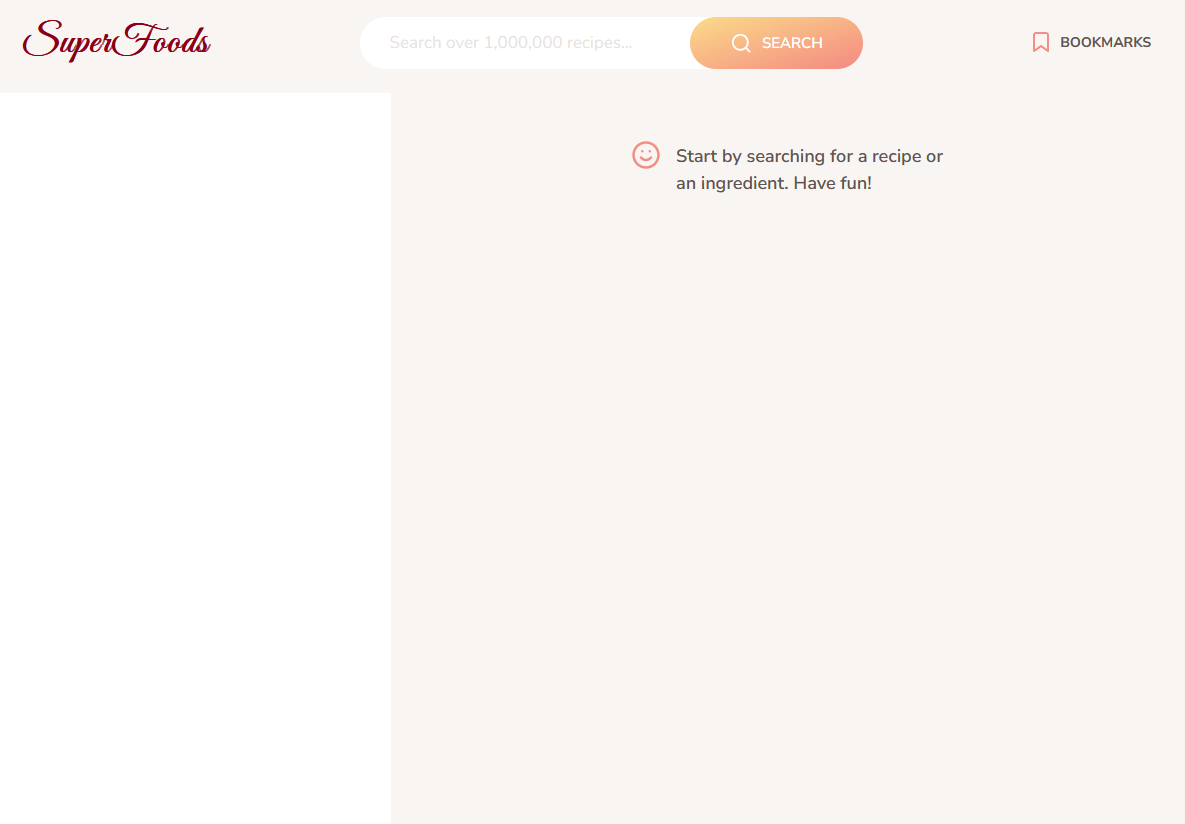 SuperFoods
Search over 1,000,000 recipes...
SEARCH
BOOKMARKS
Start by searching for a recipe or
an ingredient. Have fun!